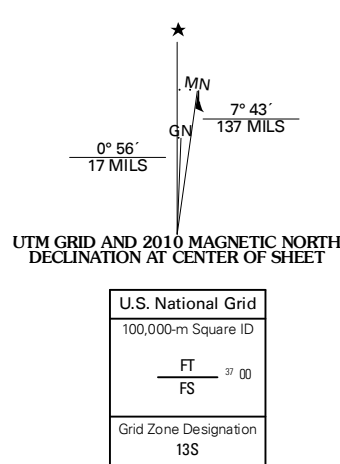 ★
MN
7° 43´
137 MILS
GN
0° 56´
17 MILS
UTM GRID AND 2010 MAGNETIC NORTH
DECLINATION AT CENTER OF SHEET
U.S. National Grid
100,000-m Square ID
FT
37 00
FS
Grid Zone Designation
13S